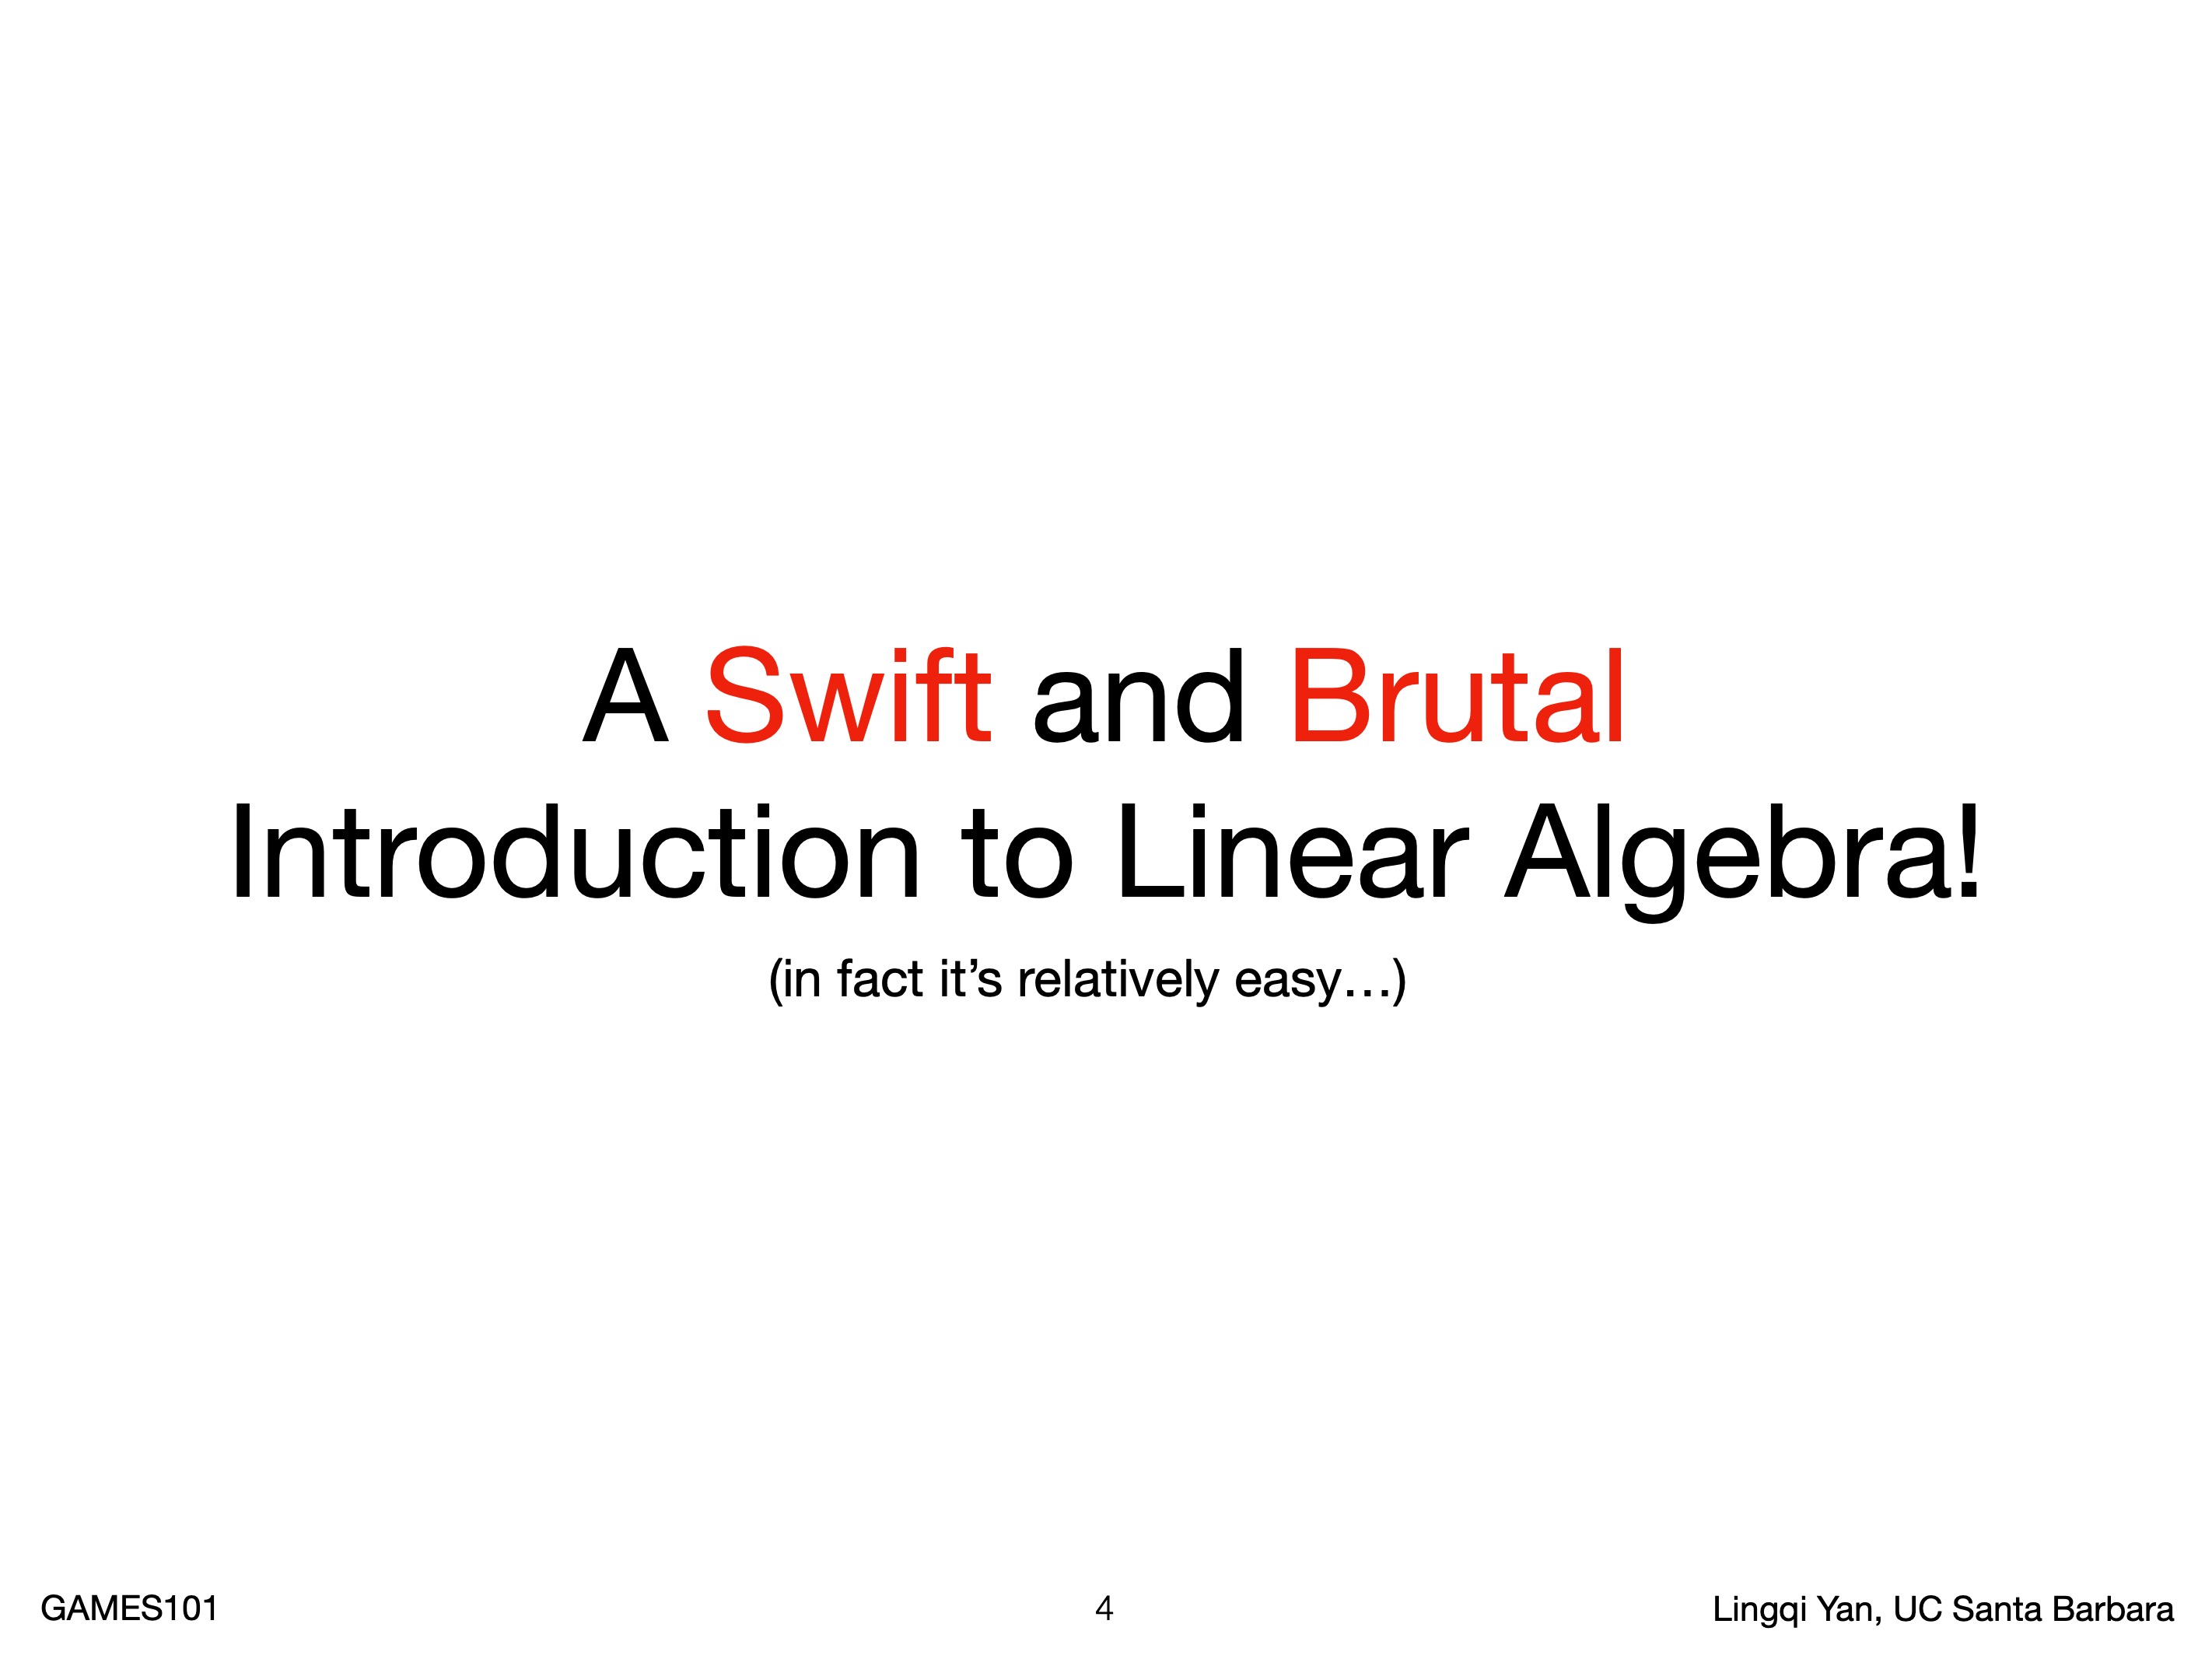 A Swift and Brutal
Introduction to Linear Algebra!
(in fact it’s relatively easy…)
GAMES101
4
Lingqi Yan, UC Santa Barbara